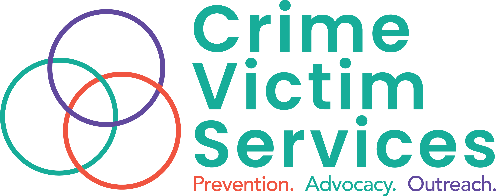 Crime
Victim
Services
Prevention. Advocacy. Outreach.